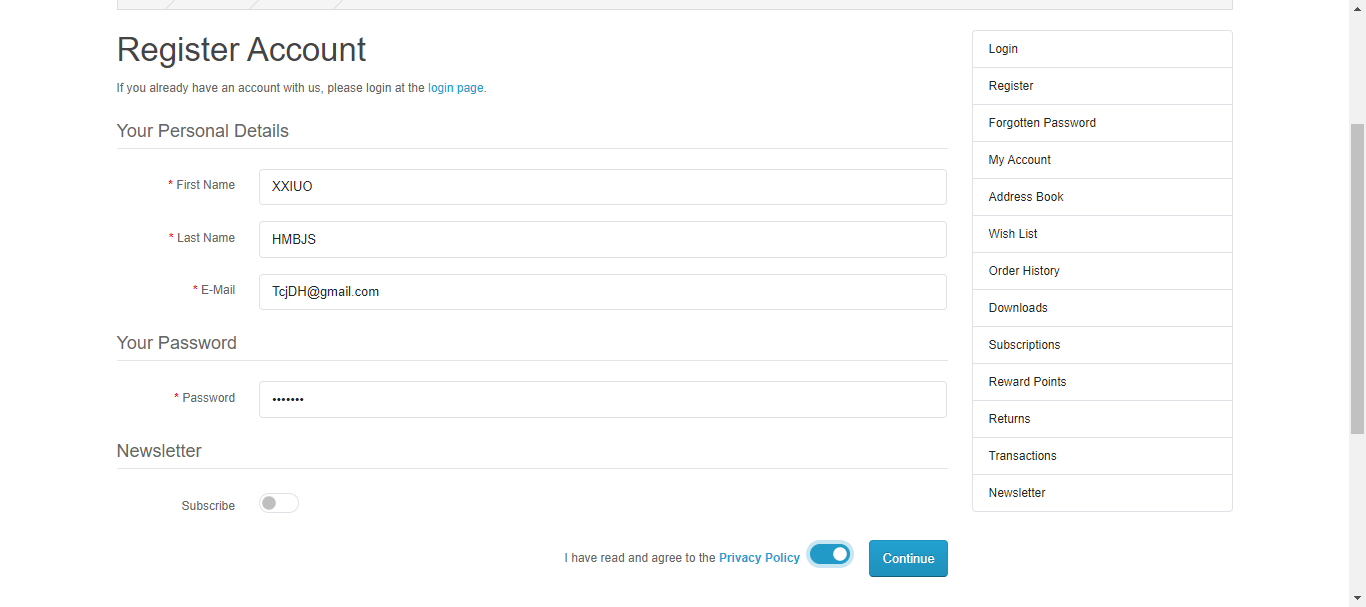 Register Account
If you already have an account with us, please login at the login page.
Your Personal Details
* First Name
XXIUO
* Last Name
HMBJS
* E-Mail
TcjDH@gmail.com
Your Password
* Password
•••••••
Newsletter
Subscribe
I have read and agree to the Privacy Policy
Continue
Login
Register
Forgotten Password
My Account
Address Book
Wish List
Order History
Downloads
Subscriptions
Reward Points
Returns
Transactions
Newsletter